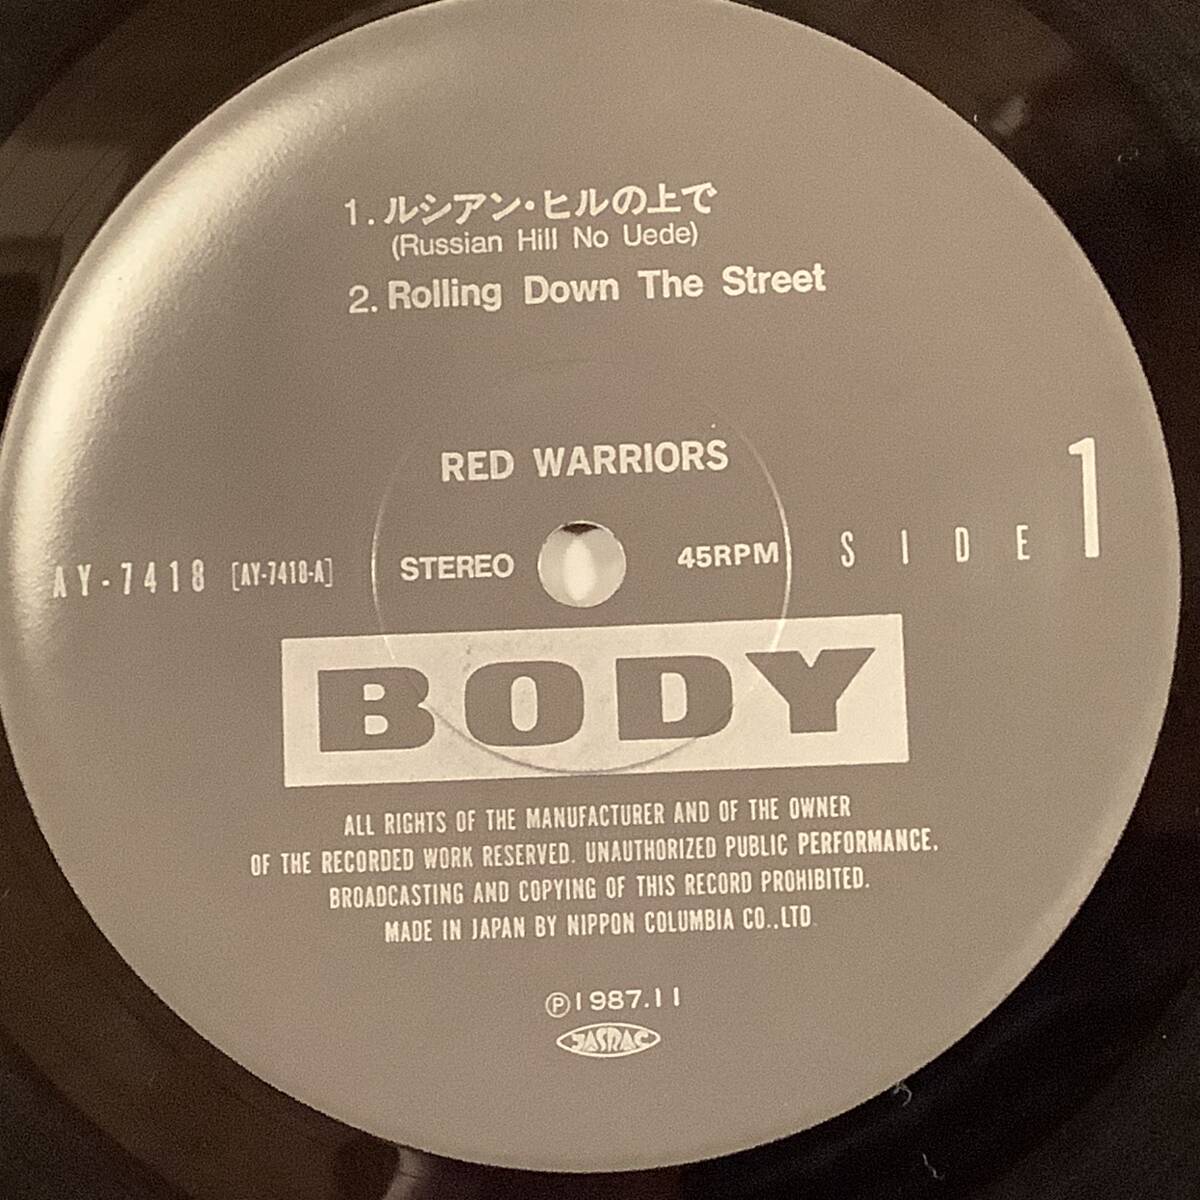 1. ルシアン・ヒルの上で
(Russian Hill No Uede)
2. Rolling Down The Street
RED WARRIORS
AY-7418 [AY-7418-A] STEREO 45RPM SIDE 1
BODY
ALL RIGHTS OF THE MANUFACTURER AND OF THE OWNER
OF THE RECORDED WORK RESERVED. UNAUTHORIZED PUBLIC PERFORMANCE.
BROADCASTING AND COPYING OF THIS RECORD PROHIBITED.
MADE IN JAPAN BY NIPPON COLUMBIA CO.,LTD.
Ⓟ1987.11
JASRAC